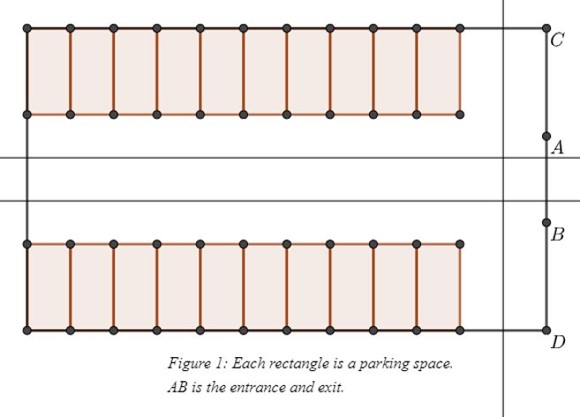 C
A
B
D
Figure 1: Each rectangle is a parking space.
AB is the entrance and exit.